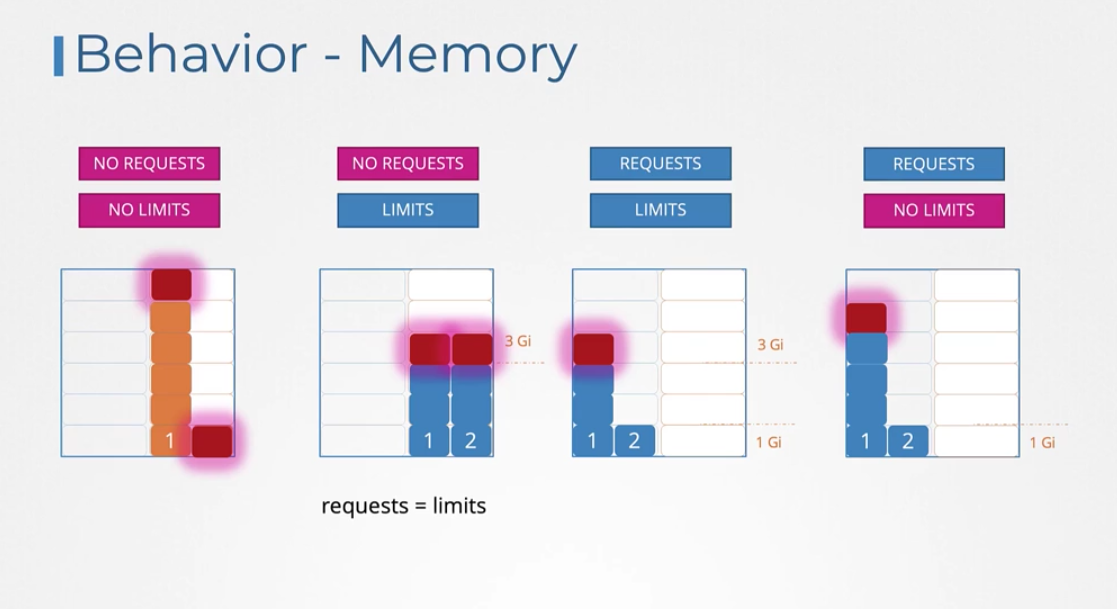 Behavior - Memory
NO REQUESTS
NO LIMITS
1
NO REQUESTS
LIMITS
3 Gi
1 2
requests = limits
REQUESTS
LIMITS
3 Gi
1 2
1 Gi
REQUESTS
NO LIMITS
1 2
1 Gi